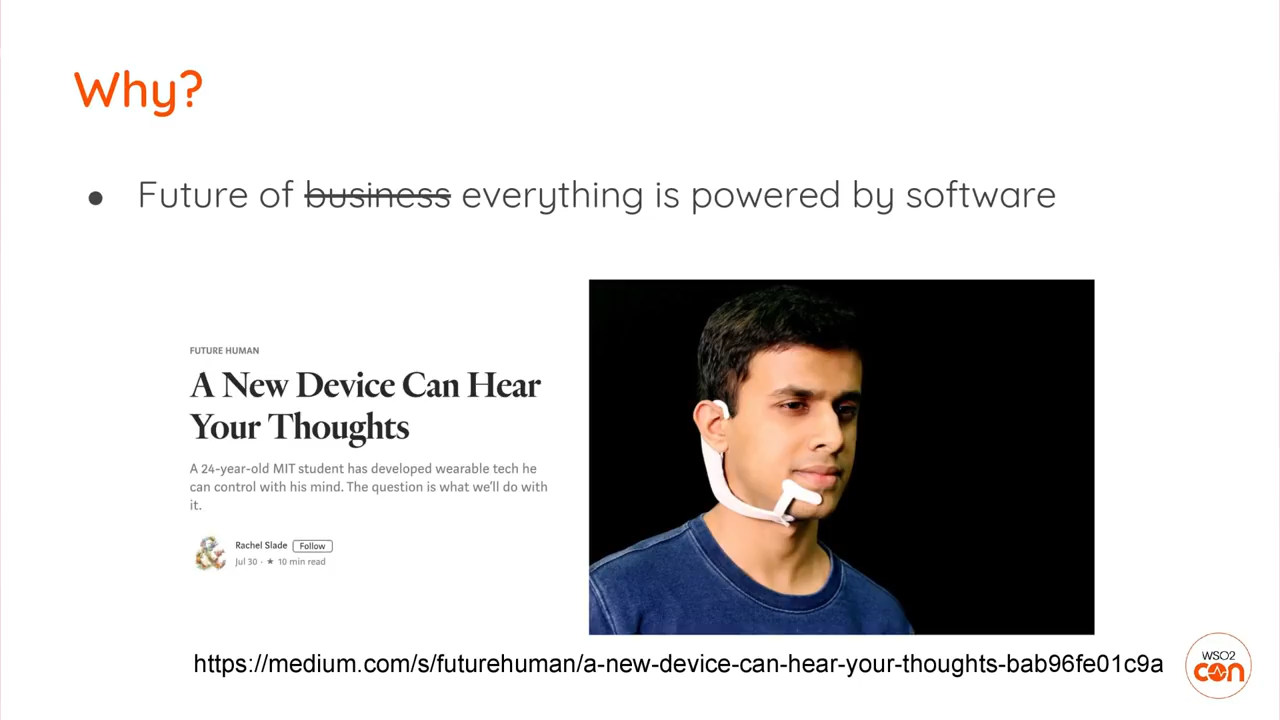 Why?
● Future of business everything is powered by software
FUTURE HUMAN
A New Device Can Hear
Your Thoughts
A 24-year-old MIT student has developed wearable tech he
can control with his mind. The question is what we'll do with
it.
Rachel Slade Follow
Jul 30 · ★ 10 min read
https://medium.com/s/futurehuman/a-new-device-can-hear-your-thoughts-bab96fe01c9a
WSO2
con